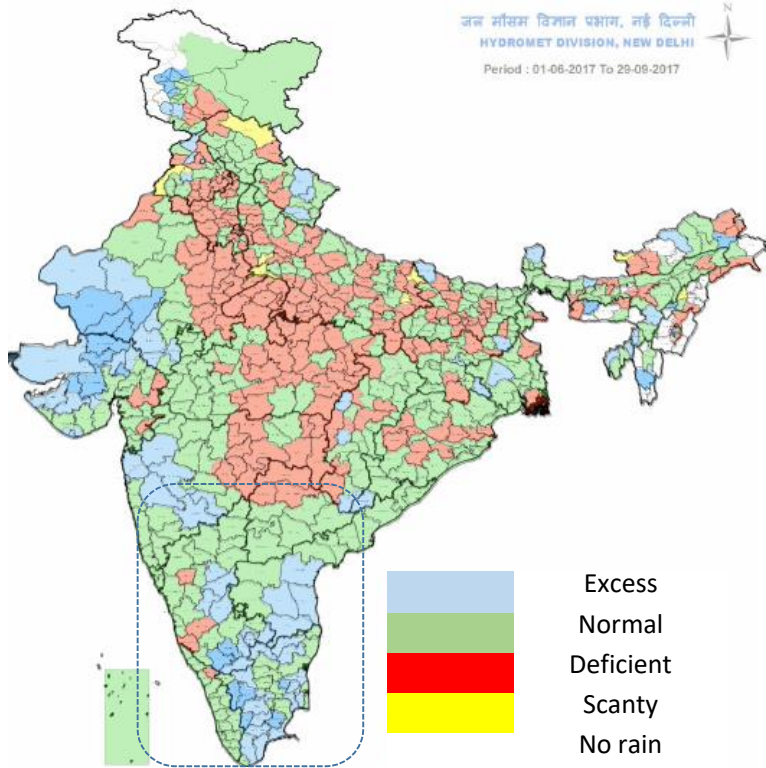 जल मौसम विज्ञान प्रभाग, नई दिल्ली
HYDROMET DIVISION, NEW DELHI
Period : 01-06-2017 To 29-09-2017
Excess
Normal
Deficient
Scanty
No rain